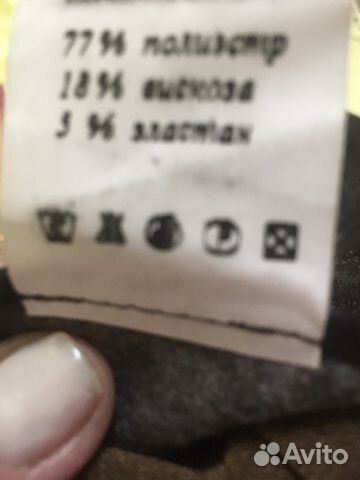 77% полиэстр
18% вискоза
5 % эластан
P
Avito